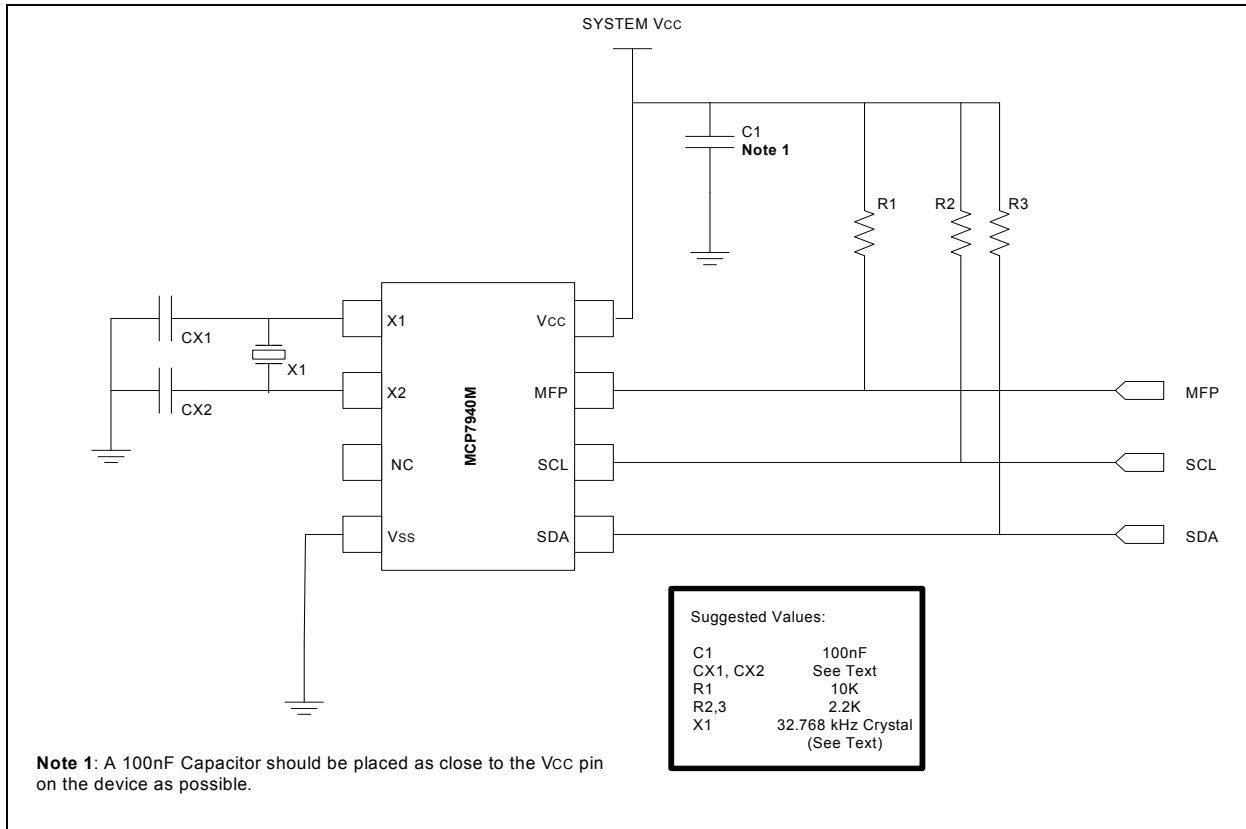 SYSTEM VCC
C1
Note 1
R1
R2
R3
CX1
X1
CX2
X1
X2
NC
VSS
MCP7940M
VCC
MFP
SCL
SDA
MFP
SCL
SDA
Suggested Values:
C1 100nF
CX1, CX2 See Text
R1 10K
R2,3 2.2K
X1 32.768 kHz Crystal
(See Text)
Note 1: A 100nF Capacitor should be placed as close to the VCC pin
on the device as possible.